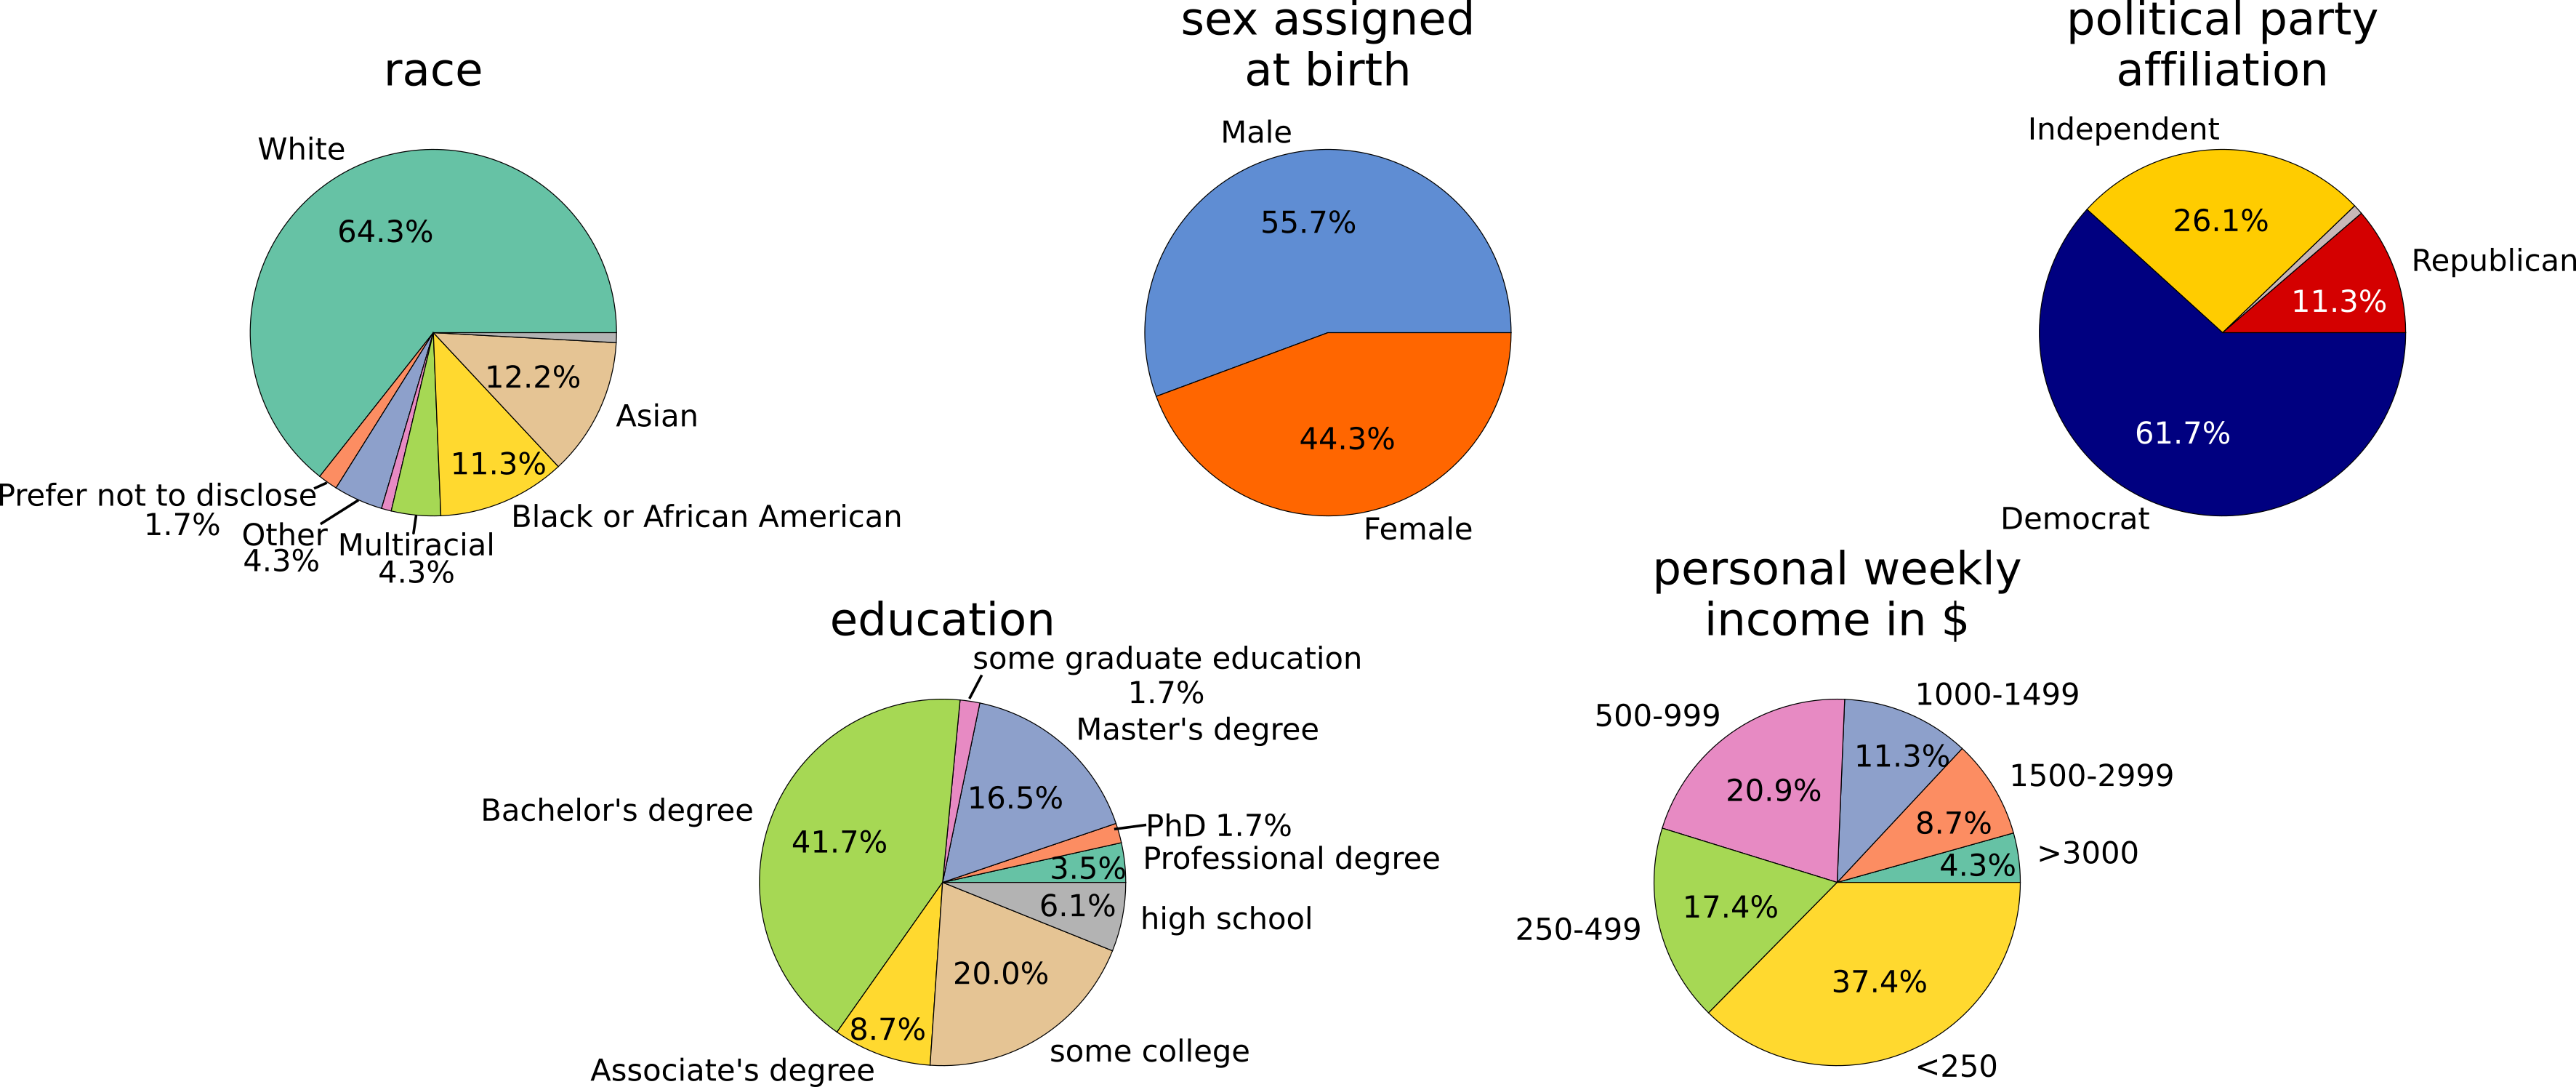 race
White
64.3%
12.2%
Asian
11.3%
Black or African American
Prefer not to disclose
1.7%
Other
4.3%
Multiracial
4.3%
sex assigned
at birth
Male
55.7%
44.3%
Female
political party
affiliation
Independent
26.1%
Republican
11.3%
61.7%
Democrat
education
some graduate education
1.7%
Master's degree
16.5%
PhD 1.7%
Professional degree
3.5%
Bachelor's degree
41.7%
6.1%
high school
20.0%
8.7%
some college
Associate's degree
personal weekly
income in $
1000-1499
500-999
11.3%
1500-2999
20.9%
8.7%
>3000
4.3%
17.4%
250-499
37.4%
<250